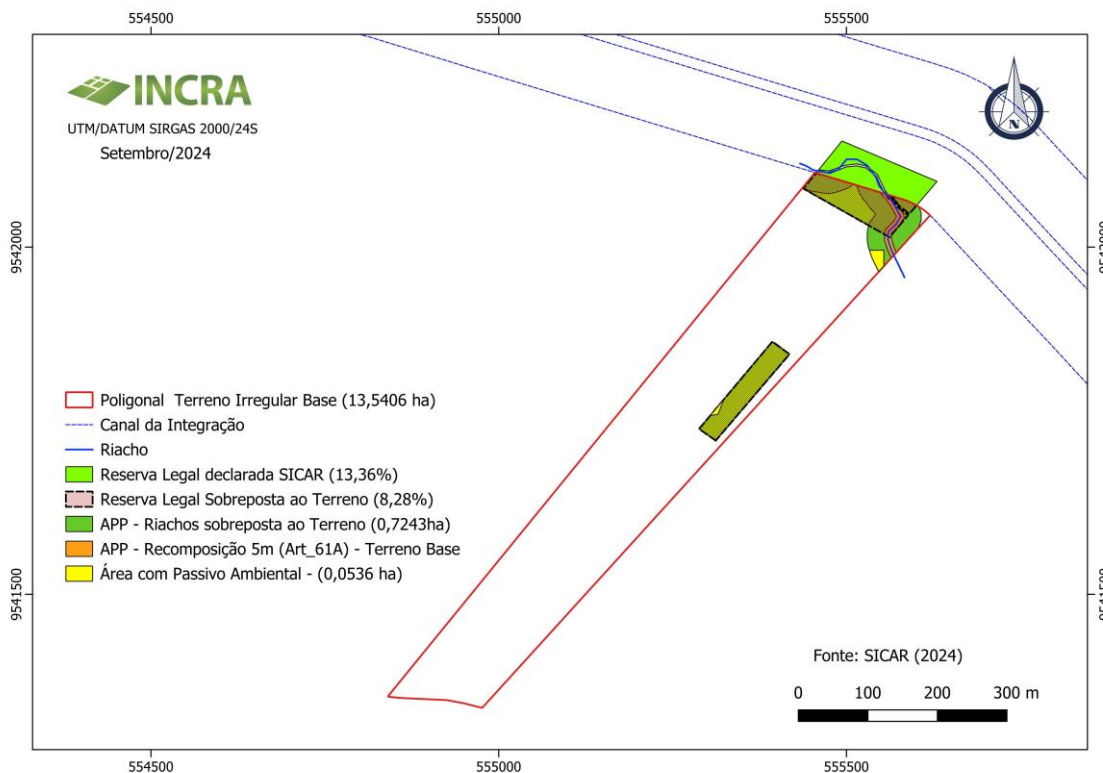 554500 555000 555500
INCRA
UTM/DATUM SIRGAS 2000/24S
Setembro/2024
N
9542000 9542000
Poligonal Terreno Irregular Base (13,5406 ha)
Canal da Integração
Riacho
Reserva Legal declarada SICAR (13,36%)
Reserva Legal Sobreposta ao Terreno (8,28%)
APP - Riachos sobreposta ao Terreno (0,7243ha)
APP - Recomposição 5m (Art_61A) - Terreno Base
Área com Passivo Ambiental - (0,0536 ha)
9541500 9541500
Fonte: SICAR (2024)
0 100 200 300 m
554500 555000 555500